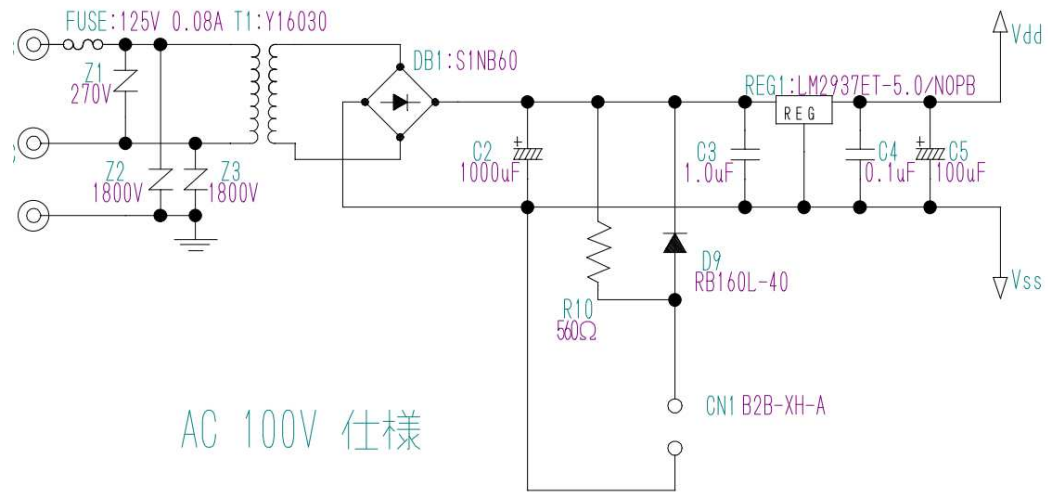 FUSE:125V 0.08A T1:Y16030
Vdd
DB1:S1NB60
Z1
270V
REG1:LM2937ET-5.0/NOPB
REG
C2
1000uF
C3
1.0uF
C4
0.1uF
C5
100uF
Z2
1800V
Z3
1800V
D9
RB160L-40
Vss
R10
560Ω
CN1 B2B-XH-A
AC 100V 仕様